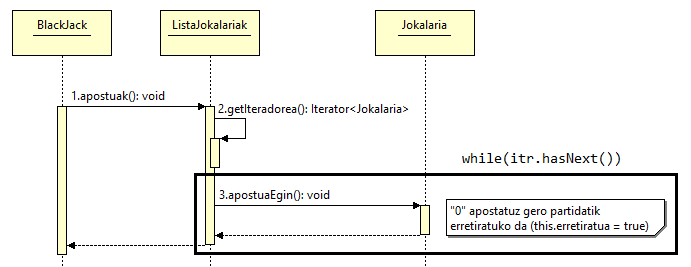 BlackJack
ListaJokalariak
Jokalaria
1.apostuak(): void
2.getIteradorea(): Iterator<Jokalaria>
while(itr.hasNext())
3.apostuaEgin(): void
"0" apostatuz gero partidatik
erretiratuko da (this.erretiratua = true)